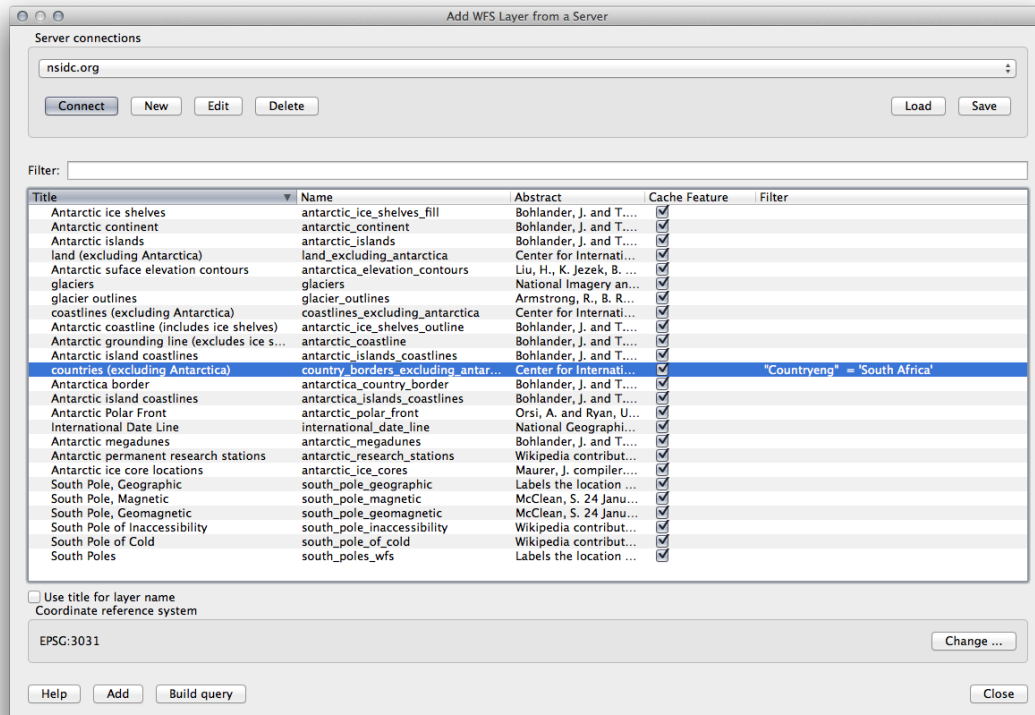 Add WFS Layer from a Server
Server connections
nsidc.org
Connect New Edit Delete Load Save
Filter:
Title Name Abstract Cache Feature Filter
Antarctic ice shelves antarctic_ice_shelves_fill Bohlander, J. and T....
Antarctic continent antarctic_continent Bohlander, J. and T....
Antarctic islands antarctic_islands Bohlander, J. and T....
land (excluding Antarctica) land_excluding_antarctica Center for Internati...
Antarctic suface elevation contours antarctica_elevation_contours Liu, H., K. Jezek, B. ...
glaciers glaciers National Imagery an...
glacier outlines glacier_outlines Armstrong, R., B. R...
coastlines (excluding Antarctica) coastlines_excluding_antarctica Center for Internati...
Antarctic coastline (includes ice shelves) antarctic_ice_shelves_outline Bohlander, J. and T....
Antarctic grounding line (excludes ice s... antarctic_coastline Bohlander, J. and T....
Antarctic island coastlines antarctic_islands_coastlines Bohlander, J. and T....
countries (excluding Antarctica) country_borders_excluding_antar... Center for Internati... "Countryeng" = 'South Africa'
Antarctica border antarctica_country_border Bohlander, J. and T....
Antarctic island coastlines antarctica_islands_coastlines Bohlander, J. and T....
Antarctic Polar Front antarctic_polar_front Orsi, A. and Ryan, U...
International Date Line international_date_line National Geographi...
Antarctic megadunes antarctic_megadunes Bohlander, J. and T....
Antarctic permanent research stations antarctic_research_stations Wikipedia contribut...
Antarctic ice core locations antarctic_ice_cores Maurer, J. compiler....
South Pole, Geographic south_pole_geographic Labels the location ...
South Pole, Magnetic south_pole_magnetic McClean, S. 24 Janu...
South Pole, Geomagnetic south_pole_geomagnetic McClean, S. 24 Janu...
South Pole of Inaccessibility south_pole_inaccessibility Wikipedia contribut...
South Pole of Cold south_pole_of_cold Wikipedia contribut...
South Poles south_poles_wfs Labels the location ...
Use title for layer name
Coordinate reference system
EPSG:3031 Change ...
Help Add Build query Close